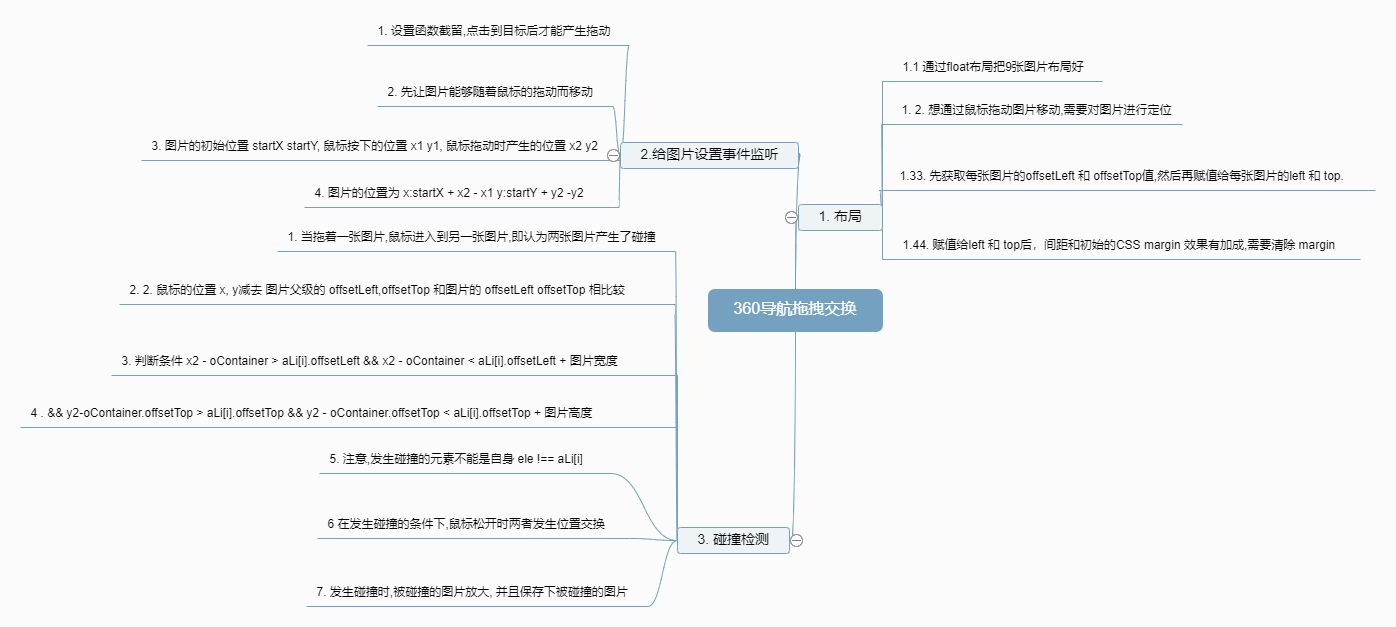 360导航拖拽交换
1. 布局
1.1 通过float布局把9张图片布局好
1. 2. 想通过鼠标拖动图片移动,需要对图片进行定位
1.33. 先获取每张图片的offsetLeft 和 offsetTop值,然后再赋值给每张图片的left 和 top.
1.44. 赋值给left 和 top后，间距和初始的CSS margin 效果有加成,需要清除 margin
2.给图片设置事件监听
1. 设置函数截留,点击到目标后才能产生拖动
2. 先让图片能够随着鼠标的拖动而移动
3. 图片的初始位置 startX startY, 鼠标按下的位置 x1 y1, 鼠标拖动时产生的位置 x2 y2
4. 图片的位置为 x:startX + x2 - x1 y:startY + y2 -y2
3. 碰撞检测
1. 当拖着一张图片,鼠标进入到另一张图片,即认为两张图片产生了碰撞
2. 2. 鼠标的位置 x, y减去 图片父级的 offsetLeft,offsetTop 和图片的 offsetLeft offsetTop 相比较
3. 判断条件 x2 - oContainer > aLi[i].offsetLeft && x2 - oContainer < aLi[i].offsetLeft + 图片宽度
4 . && y2-oContainer.offsetTop > aLi[i].offsetTop && y2 - oContainer.offsetTop < aLi[i].offsetTop + 图片高度
5. 注意,发生碰撞的元素不能是自身 ele !== aLi[i]
6 在发生碰撞的条件下,鼠标松开时两者发生位置交换
7. 发生碰撞时,被碰撞的图片放大, 并且保存下被碰撞的图片